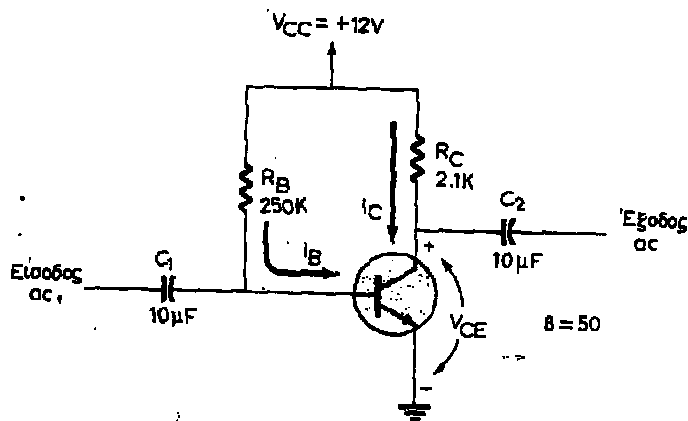 VCC = +12V
RC
2.1K
RB
250K
iC
C2
Έξοδος
ac
10μF
iB
+
Είσοδος
ac
C1
10μF
VCE
β=50
−